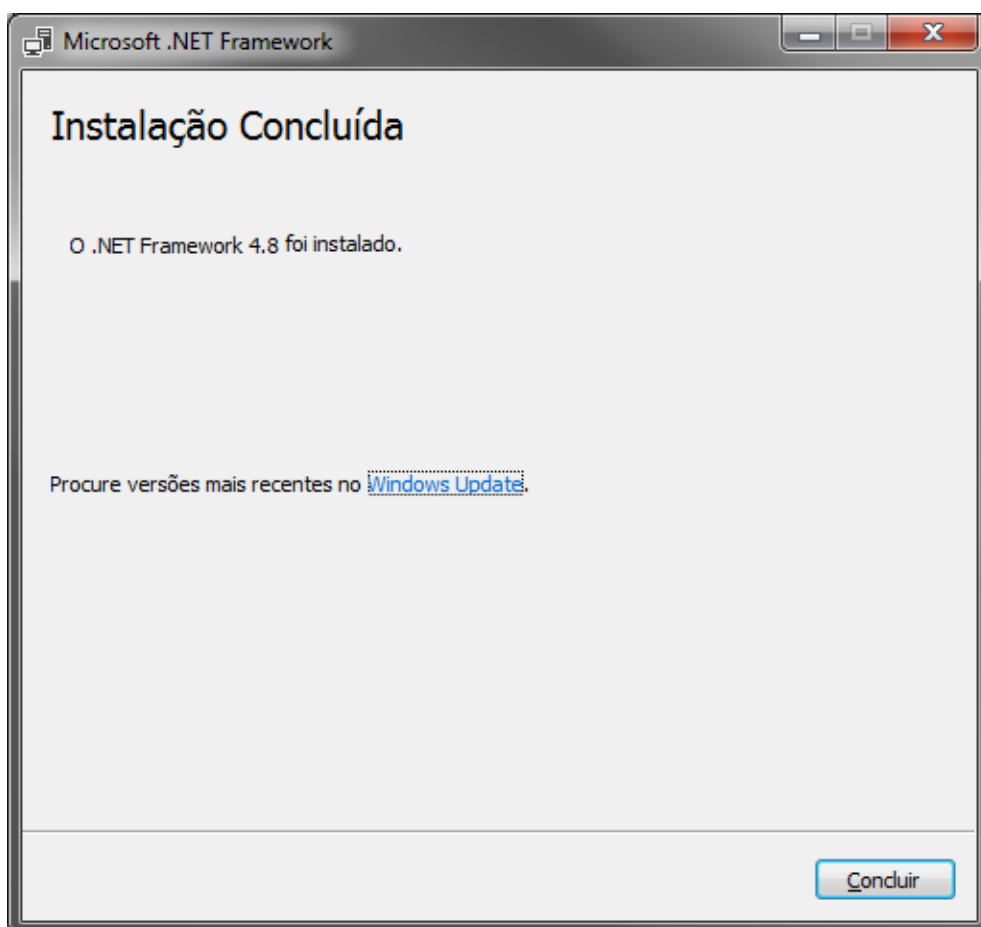 Microsoft .NET Framework
Instalação Concluída
O .NET Framework 4.8 foi instalado.
Procure versões mais recentes no Windows Update.
Concluir